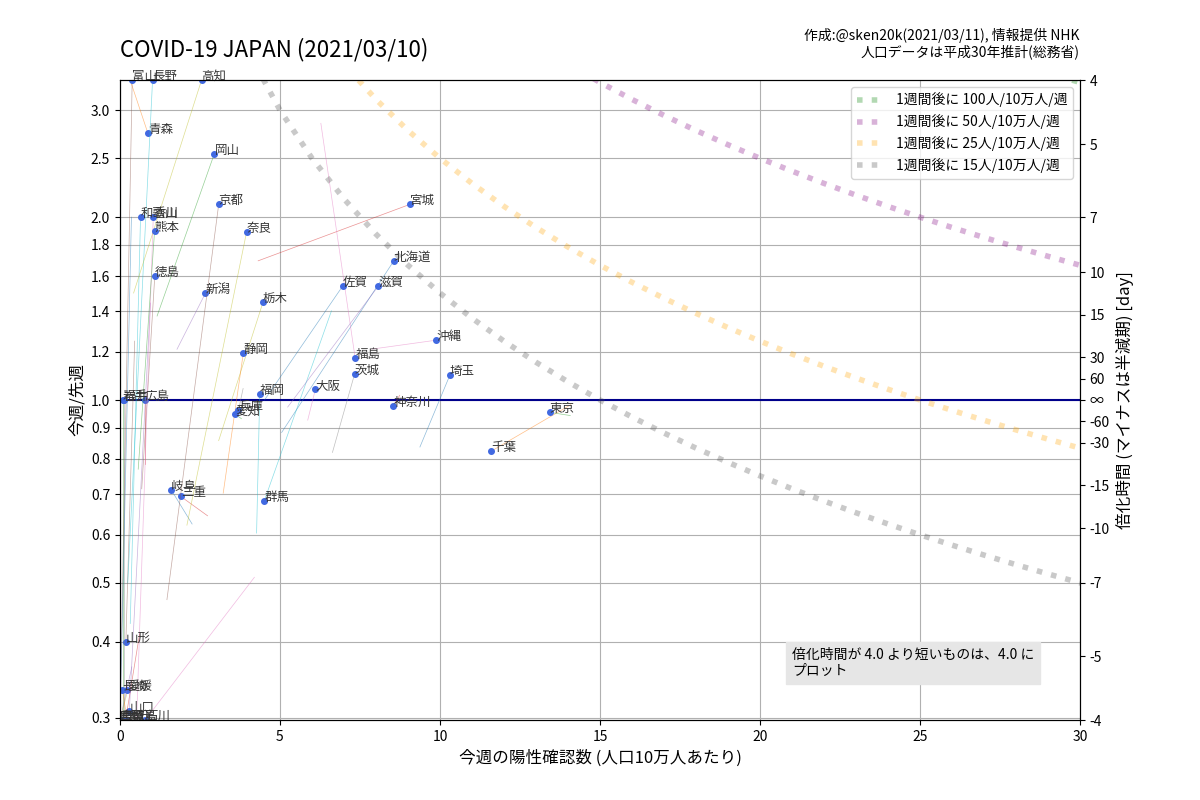 COVID-19 JAPAN (2021/03/10)
作成:@sken20k(2021/03/11), 情報提供 NHK
人口データは平成30年推計(総務省)
富山
長野
高知
青森
岡山
京都
宮城
香川
熊本
奈良
北海道
徳島
新潟
佐賀
滋賀
栃木
静岡
沖縄
福島
茨城
埼玉
大阪
福岡
広島
神奈川
東京
愛知
千葉
岐阜
三重
群馬
山形
愛媛
山口
石川
1週間後に 100人/10万人/週
1週間後に 50人/10万人/週
1週間後に 25人/10万人/週
1週間後に 15人/10万人/週
倍化時間が 4.0 より短いものは、4.0 に
プロット
3.0
2.5
2.0
1.8
1.6
1.4
1.2
1.0
0.9
0.8
0.7
0.6
0.5
0.4
0.3
今週/先週
4
5
7
10
15
30
60
∞
-60
-30
-15
-10
-7
-5
-4
倍化時間 (マイナスは半減期) [day]
0 5 10 15 20 25 30
今週の陽性確認数 (人口10万人あたり)